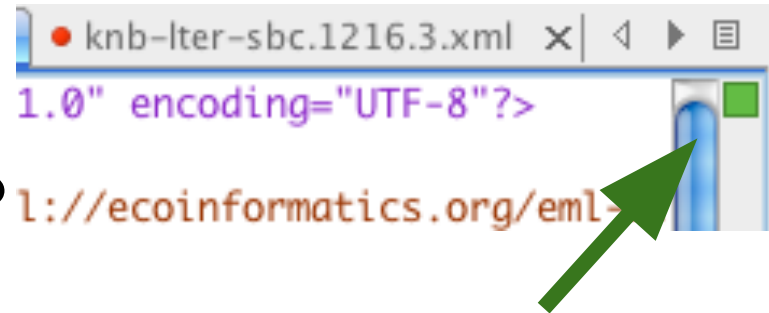 knb-lter-sbc.1216.3.xml
1.0" encoding="UTF-8"?>
l://ecoinformatics.org/eml-